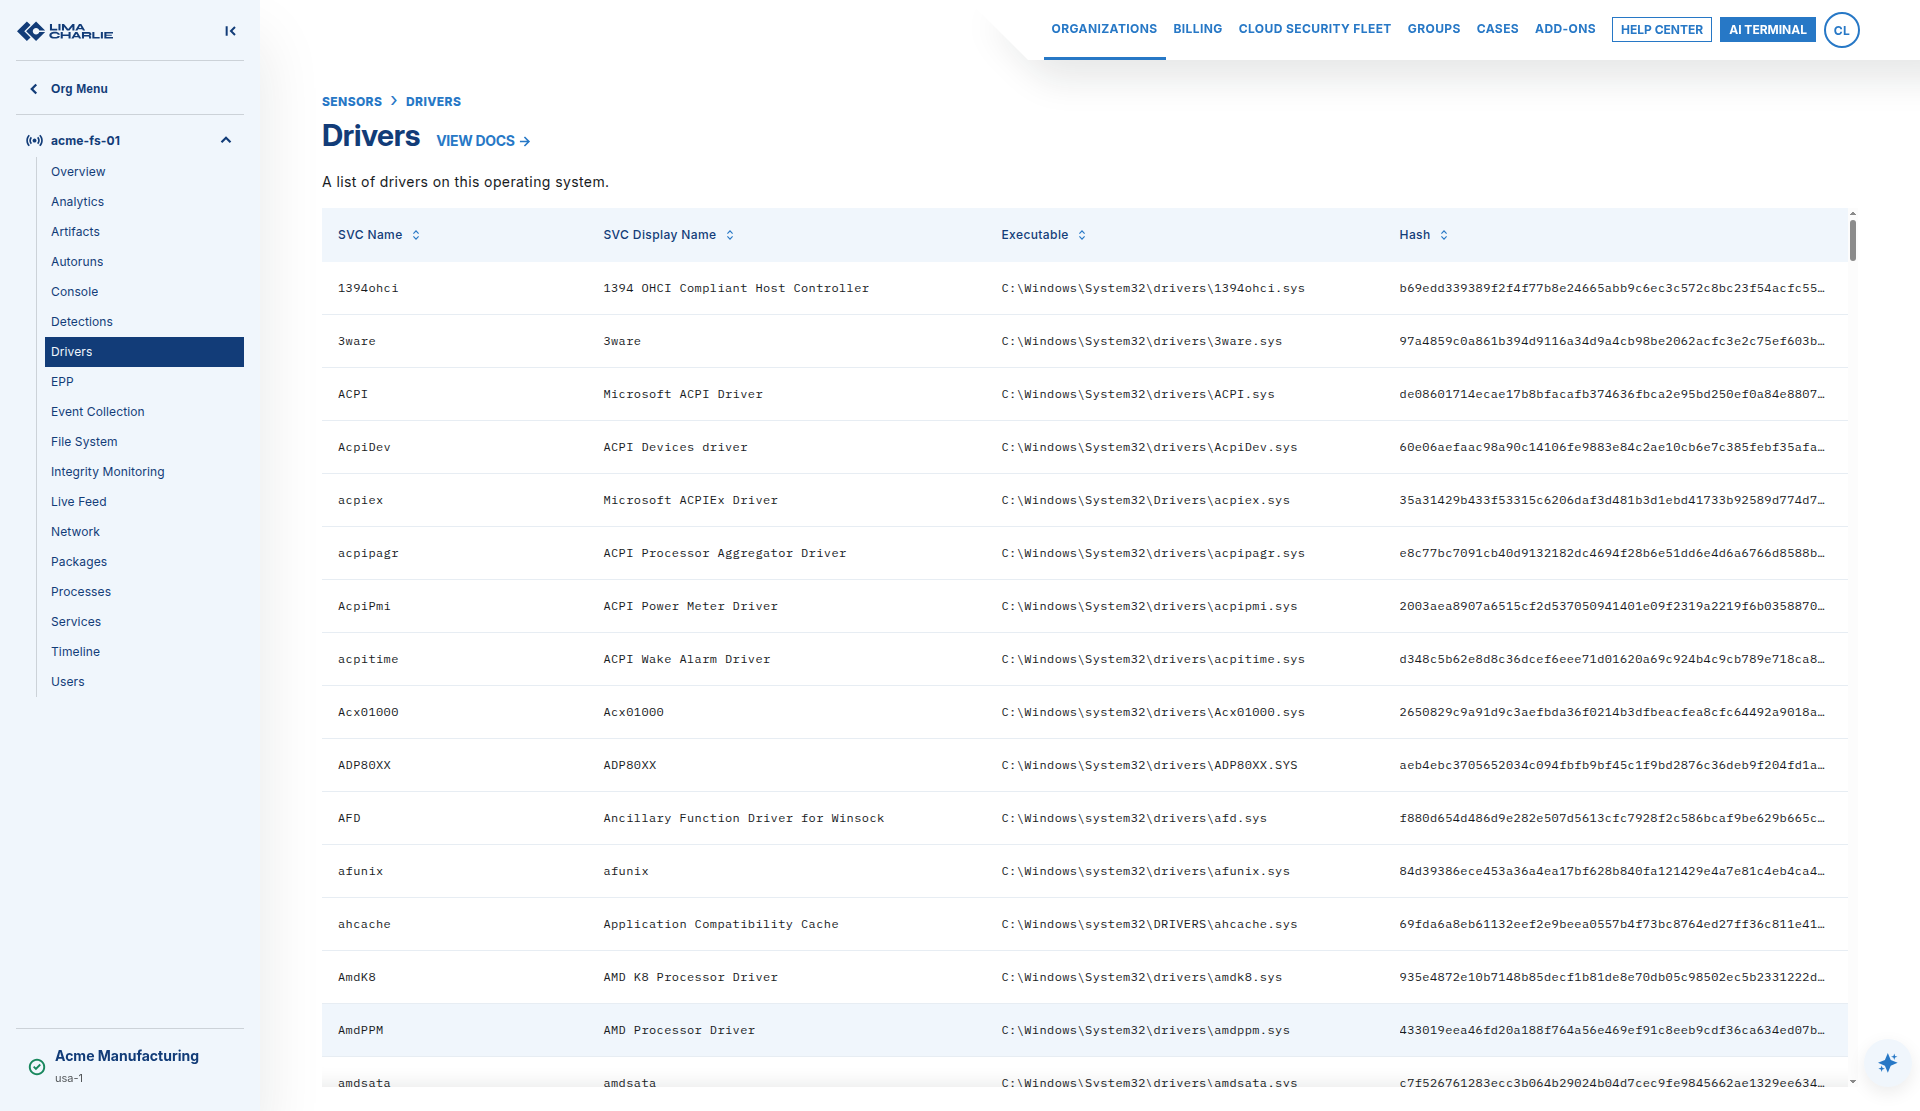 LIMA
CHARLIE
Org Menu
acme-fs-01
Overview
Analytics
Artifacts
Autoruns
Console
Detections
Drivers
EPP
Event Collection
File System
Integrity Monitoring
Live Feed
Network
Packages
Processes
Services
Timeline
Users
Acme Manufacturing
usa-1
ORGANIZATIONS BILLING CLOUD SECURITY FLEET GROUPS CASES ADD-ONS HELP CENTER AI TERMINAL CL
SENSORS > DRIVERS
Drivers VIEW DOCS →
A list of drivers on this operating system.
SVC Name SVC Display Name Executable Hash
1394ohci 1394 OHCI Compliant Host Controller C:\Windows\System32\drivers\1394ohci.sys b69edd339389f2f4f77b8e24665abb9c6ec3c572c8bc23f54acfc55…
3ware 3ware C:\Windows\System32\drivers\3ware.sys 97a4859c0a861b394d9116a34d9a4cb98be2062acfc3e2c75ef603b…
ACPI Microsoft ACPI Driver C:\Windows\System32\drivers\ACPI.sys de08601714ecae17b8bfacafb374636fbca2e95bd250ef0a84e8807…
AcpiDev ACPI Devices driver C:\Windows\System32\drivers\AcpiDev.sys 60e06aefaac98a90c14106fe9883e84c2ae10cb6e7c385febf35afa…
acpiex Microsoft ACPIEx Driver C:\Windows\System32\Drivers\acpiex.sys 35a31429b433f53315c6206daf3d481b3d1ebd41733b92589d774d7…
acpipagr ACPI Processor Aggregator Driver C:\Windows\System32\drivers\acpipagr.sys e8c77bc7091cb40d9132182dc4694f28b6e51dd6e4d6a6766d8588b…
AcpiPmi ACPI Power Meter Driver C:\Windows\System32\drivers\acpipmi.sys 2003aea8907a6515cf2d537050941401e09f2319a2219f6b0358870…
acpitime ACPI Wake Alarm Driver C:\Windows\System32\drivers\acpitime.sys d348c5b62e8d8c36dcef6eee71d01620a69c924b4c9cb789e718ca8…
Acx01000 Acx01000 C:\Windows\system32\drivers\Acx01000.sys 2650829c9a91d9c3aefbda36f0214b3dfbeacfea8cfc64492a9018a…
ADP80XX ADP80XX C:\Windows\System32\drivers\ADP80XX.SYS aeb4ebc3705652034c094fbfb9bf45c1f9bd2876c36deb9f204fd1a…
AFD Ancillary Function Driver for Winsock C:\Windows\system32\drivers\afd.sys f880d654d486d9e282e507d5613cfc7928f2c586bcaf9be629b665c…
afunix afunix C:\Windows\system32\drivers\afunix.sys 84d39386ece453a36a4ea17bf628b840fa121429e4a7e81c4eb4ca4…
ahcache Application Compatibility Cache C:\Windows\system32\DRIVERS\ahcache.sys 69fda6a8eb61132eef2e9beea0557b4f73bc8764ed27ff36c811e41…
AmdK8 AMD K8 Processor Driver C:\Windows\System32\drivers\amdk8.sys 935e4872e10b7148b85decf1b81de8e70db05c98502ec5b2331222d…
AmdPPM AMD Processor Driver C:\Windows\System32\drivers\amdppm.sys 433019eea46fd20a188f764a56e469ef91c8eeb9cdf36ca634ed07b…
amdsata amdsata C:\Windows\System32\drivers\amdsata.sys c7f526761283ecc3b064b29024b04d7cec9fe9845662ae1329ee634…